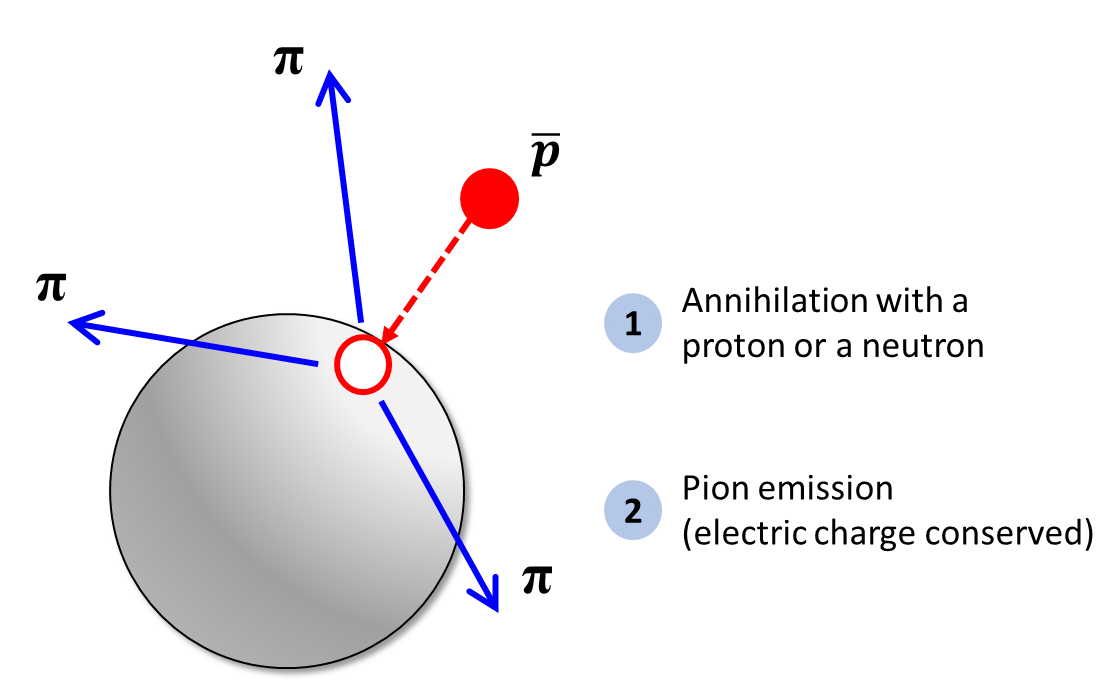 π
p̅
π
1 Annihilation with a
proton or a neutron
2 Pion emission
(electric charge conserved)
π